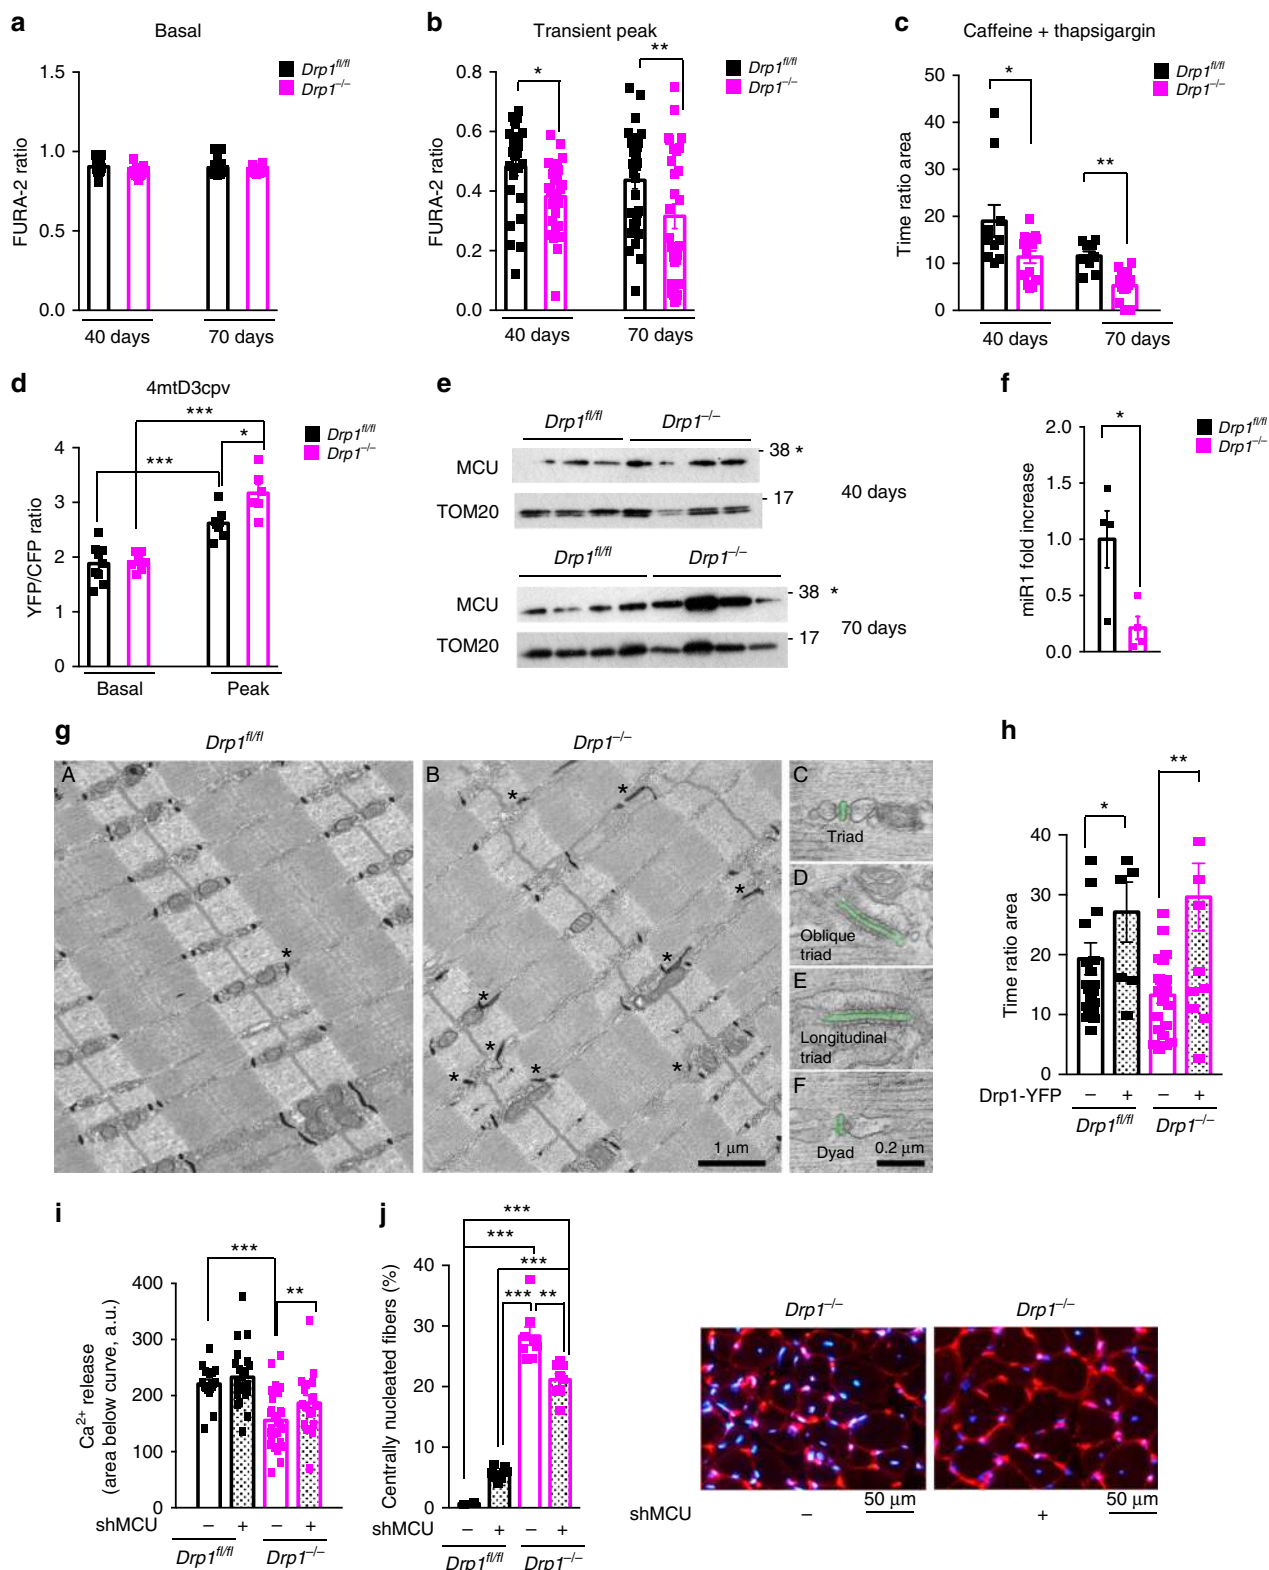 a
Basal
FURA-2 ratio
1.5
1.0
0.5
0.0
40 days
70 days
Drp1fl/fl
Drp1–/–
b
Transient peak
FURA-2 ratio
0.8
0.6
0.4
0.2
0.0
*
**
40 days
70 days
Drp1fl/fl
Drp1–/–
c
Caffeine + thapsigargin
Time ratio area
50
40
30
20
10
0
*
**
40 days
70 days
Drp1fl/fl
Drp1–/–
d
4mtD3cpv
YFP/CFP ratio
4
3
2
1
0
***
***
*
Basal
Peak
Drp1fl/fl
Drp1–/–
e
Drp1fl/fl
Drp1–/–
MCU
38 *
TOM20
17
40 days
Drp1fl/fl
Drp1–/–
MCU
38 *
TOM20
17
70 days
f
miR1 fold increase
2.0
1.5
1.0
0.5
0.0
*
Drp1fl/fl
Drp1–/–
g
Drp1fl/fl
Drp1–/–
A
*
B
* * * * * * * * *
1 µm
C
Triad
D
Oblique
triad
E
Longitudinal
triad
F
Dyad
0.2 µm
h
Time ratio area
40
30
20
10
0
*
**
Drp1-YFP – + – +
Drp1fl/fl
Drp1–/–
i
Ca2+ release
(area below curve, a.u.)
400
300
200
100
0
***
**
shMCU – + – +
Drp1fl/fl
Drp1–/–
j
Centrally nucleated fibers (%)
40
30
20
10
0
***
***
***
***
**
shMCU – + – +
Drp1fl/fl
Drp1–/–
Drp1–/–
Drp1–/–
50 µm
50 µm
shMCU – +